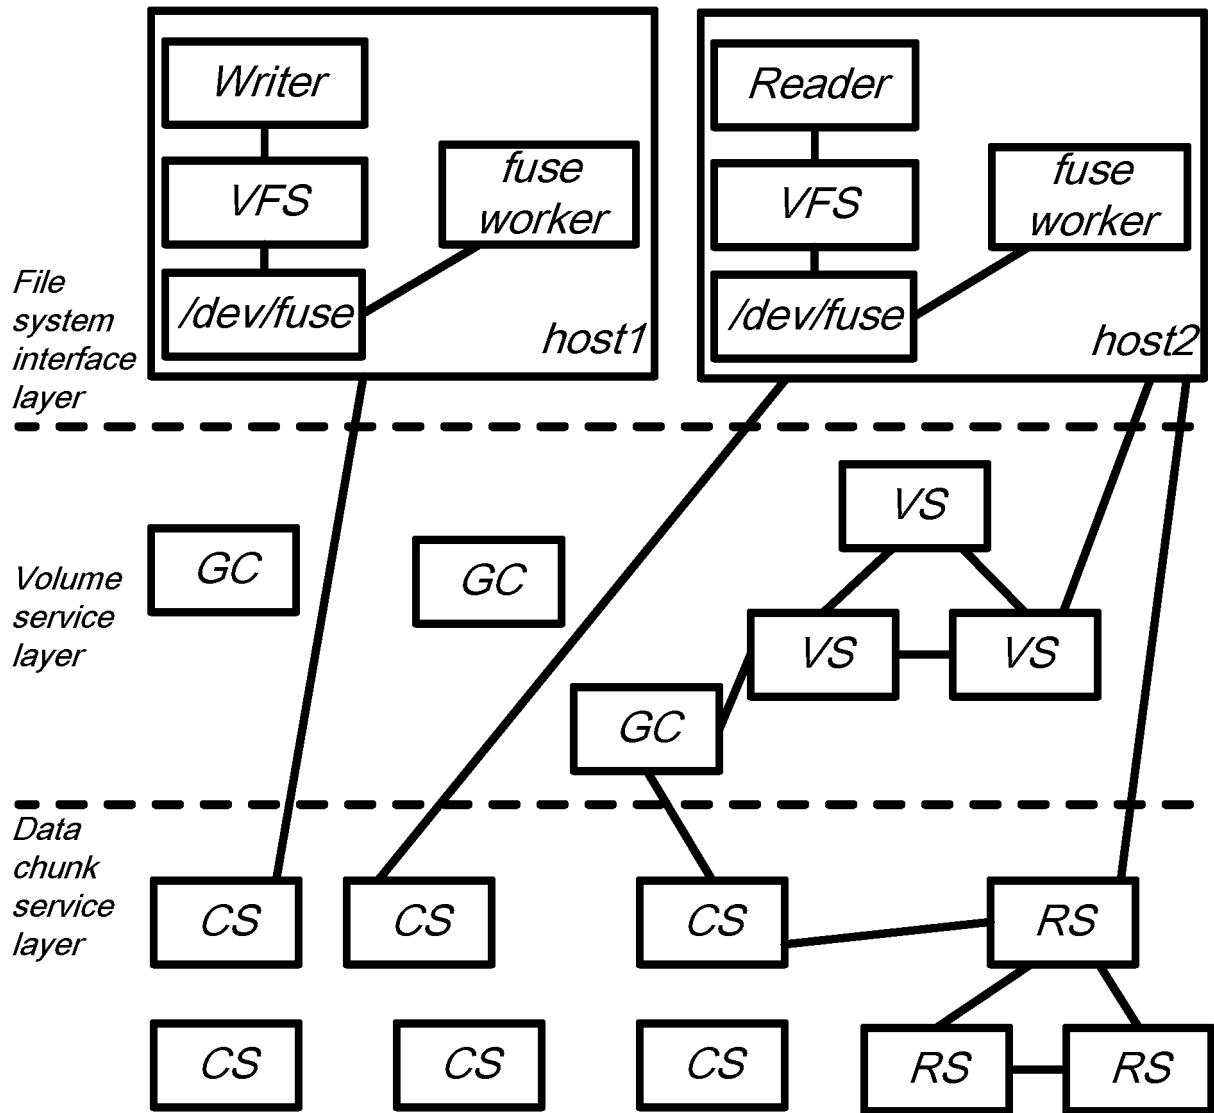 Writer
VFS
/dev/fuse
fuse
worker
host1
Reader
VFS
/dev/fuse
fuse
worker
host2
File
system
interface
layer
VS
GC
GC
VS
VS
Volume
service
layer
GC
Data
chunk
service
layer
CS
CS
CS
RS
CS
CS
CS
RS
RS